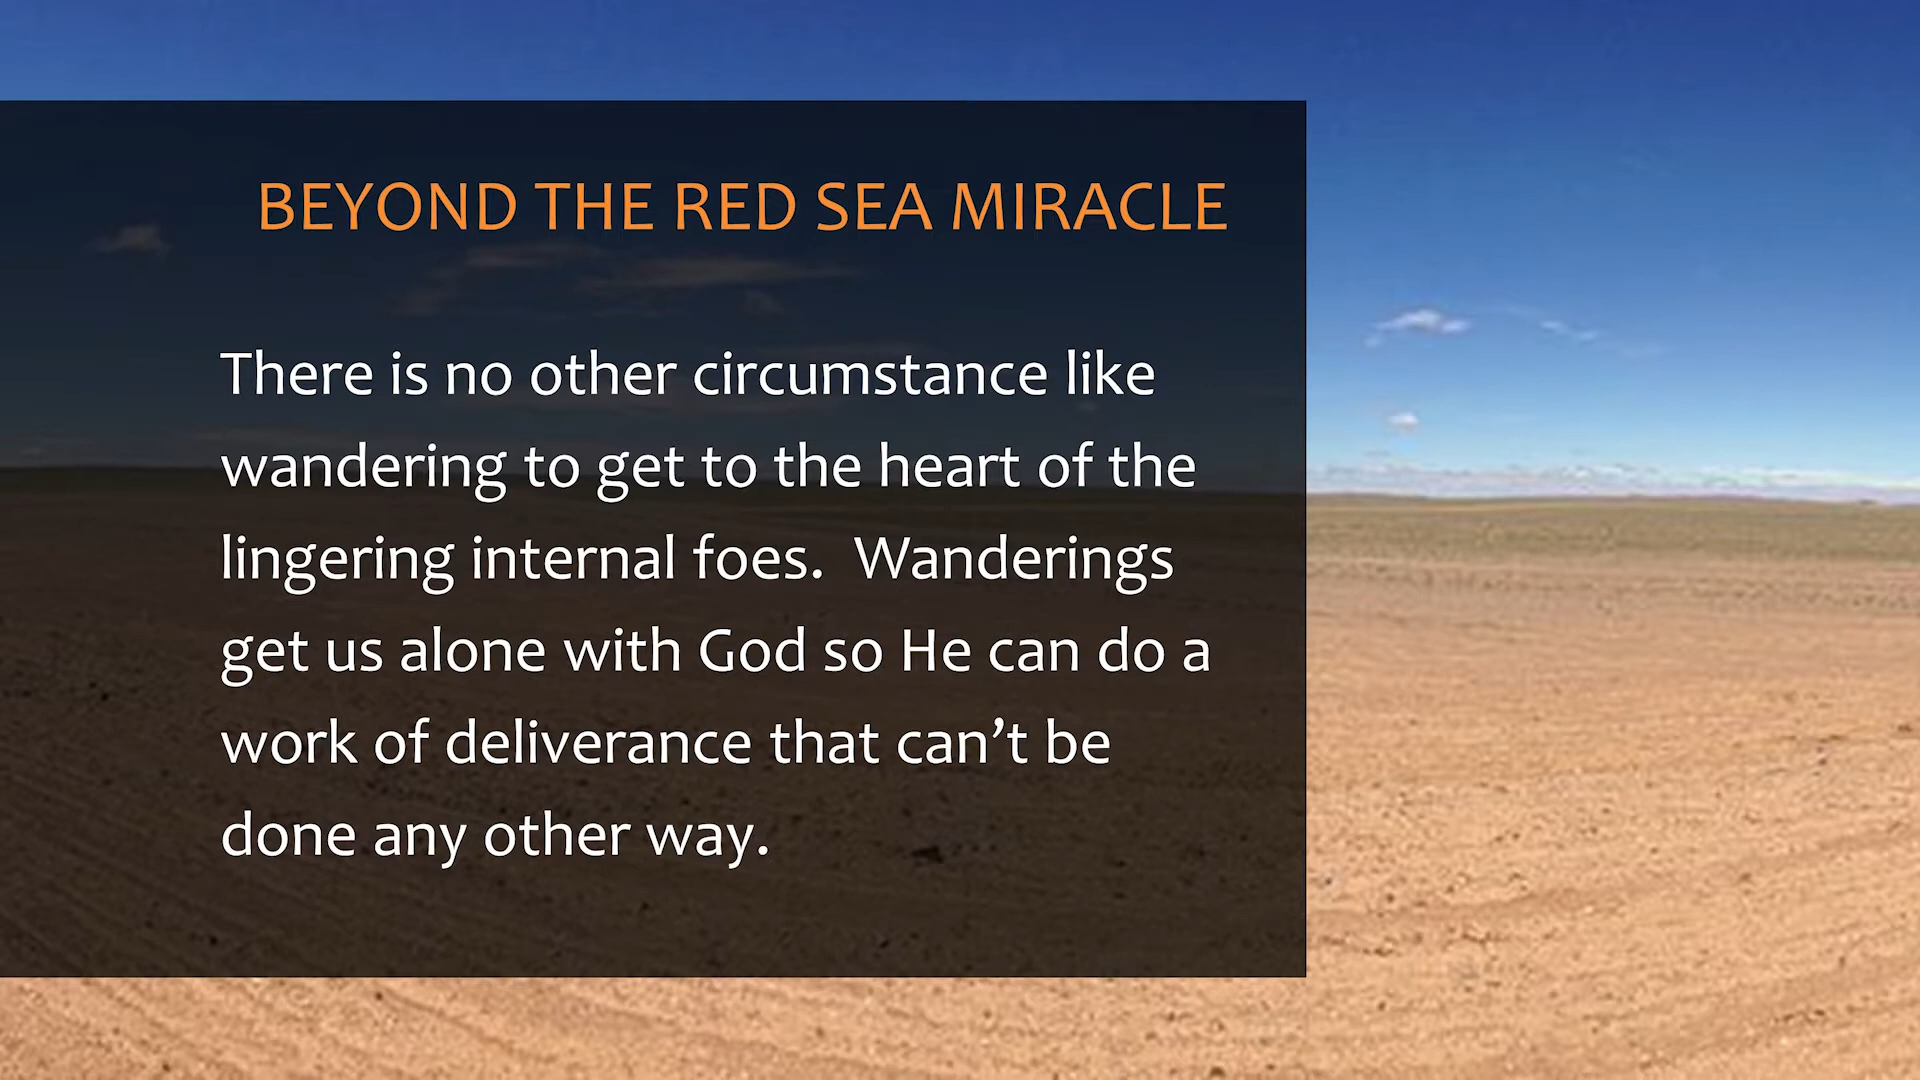 BEYOND THE RED SEA MIRACLE
There is no other circumstance like
wandering to get to the heart of the
lingering internal foes.  Wanderings
get us alone with God so He can do a
work of deliverance that can’t be
done any other way.